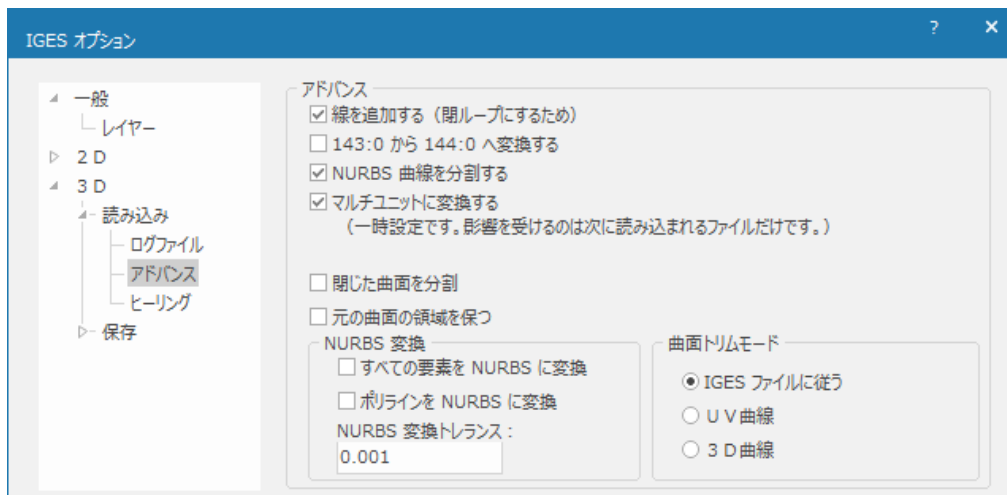 IGES オプション
? ×
一般
レイヤー
2 D
3 D
読み込み
ログファイル
アドバンス
ヒーリング
保存
アドバンス
線を追加する（閉ループにするため）
143:0 から 144:0 へ変換する
NURBS 曲線を分割する
マルチユニットに変換する
（一時設定です。影響を受けるのは次に読み込まれるファイルだけです。）
閉じた曲面を分割
元の曲面の領域を保つ
NURBS 変換
すべての要素を NURBS に変換
ポリラインを NURBS に変換
NURBS 変換トレランス :
0.001
曲面トリムモード
IGES ファイルに従う
U V 曲線
3 D 曲線